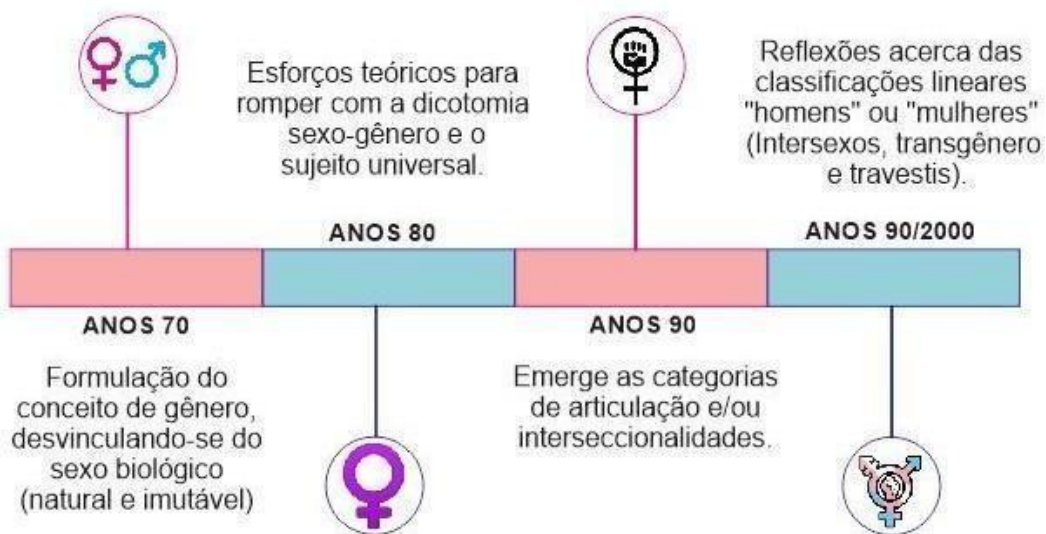 Esforços teóricos para
romper com a dicotomia
sexo-gênero e o
sujeito universal.
Reflexões acerca das
classificações lineares
"homens" ou "mulheres"
(Intersexos, transgênero
e travestis).
ANOS 80
ANOS 90/2000
ANOS 70
ANOS 90
Formulação do
conceito de gênero,
desvinculando-se do
sexo biológico
(natural e imutável)
Emerge as categorias
de articulação e/ou
interseccionalidades.